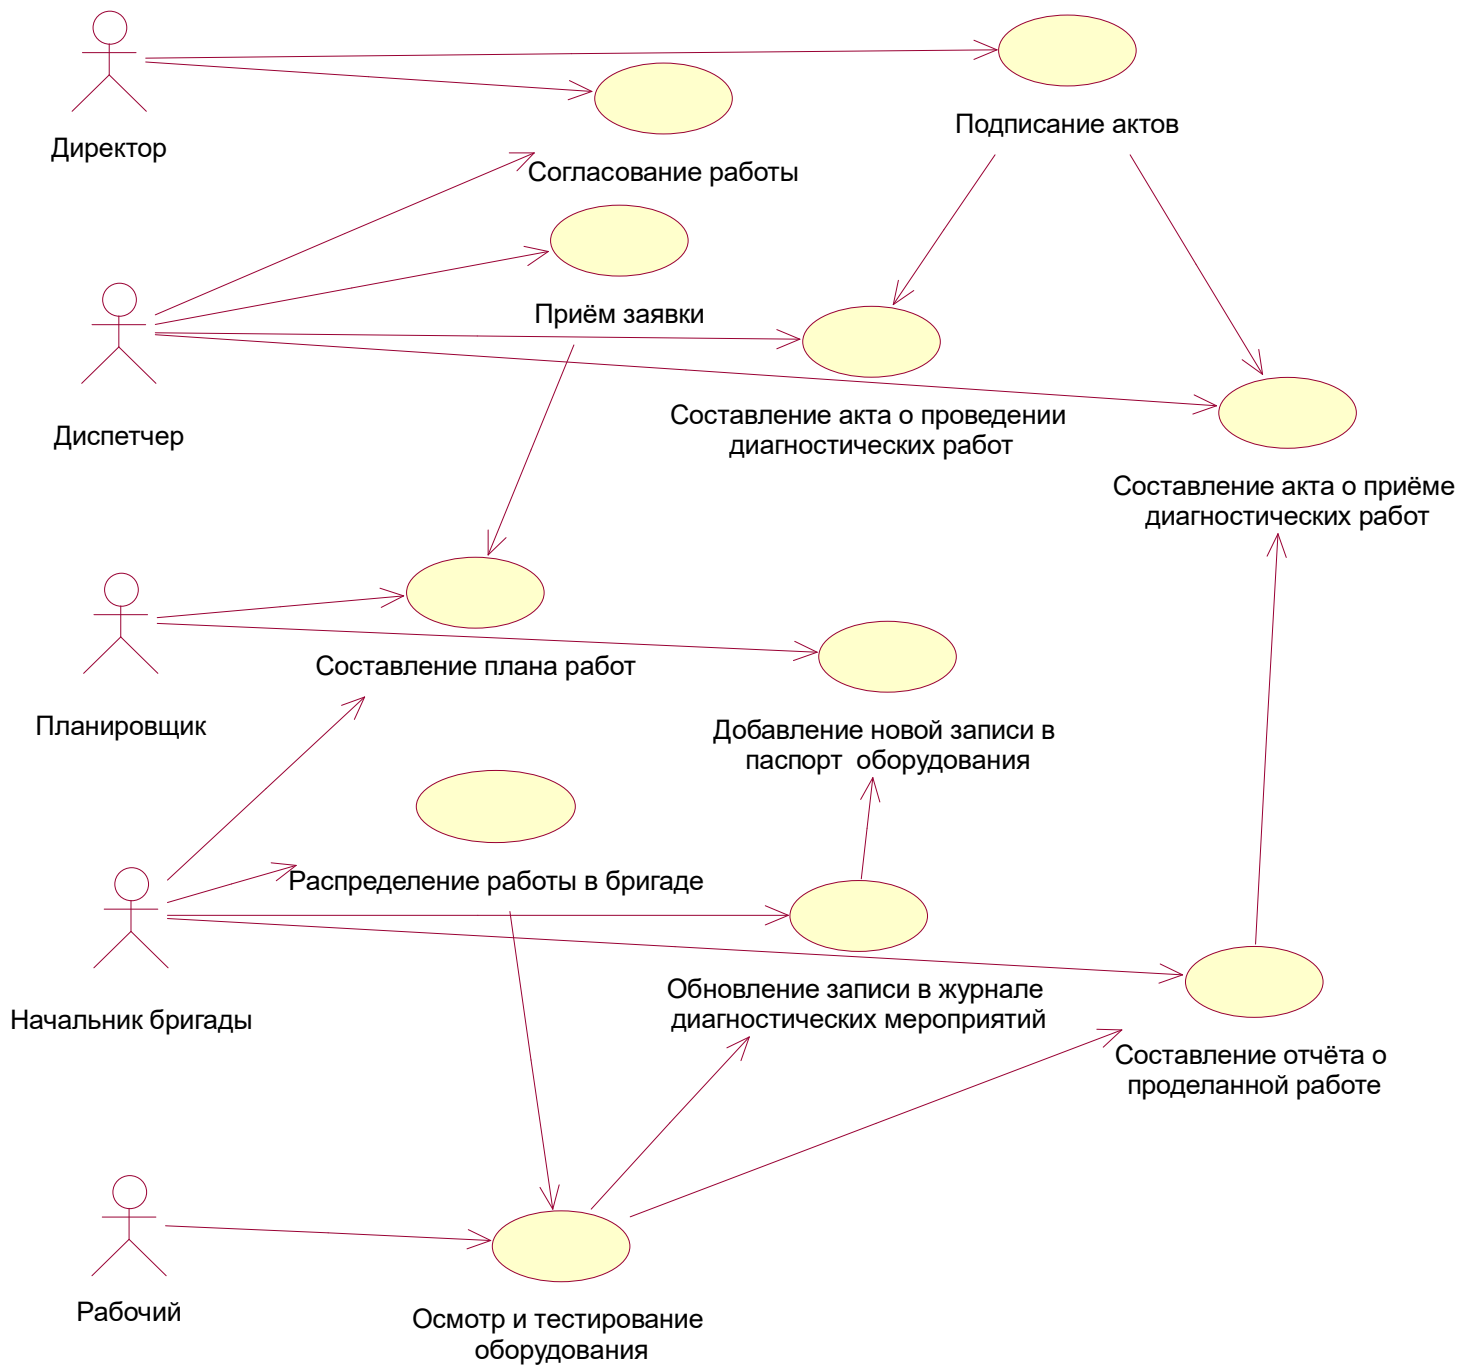 Подписание актов
Директор
Согласование работы
Приём заявки
Составление акта о проведении
диагностических работ
Диспетчер
Составление акта о приёме
диагностических работ
Составление плана работ
Планировщик
Добавление новой записи в
паспорт  оборудования
Распределение работы в бригаде
Обновление записи в журнале
диагностических мероприятий
Начальник бригады
Составление отчёта о
проделанной работе
Рабочий
Осмотр и тестирование
оборудования